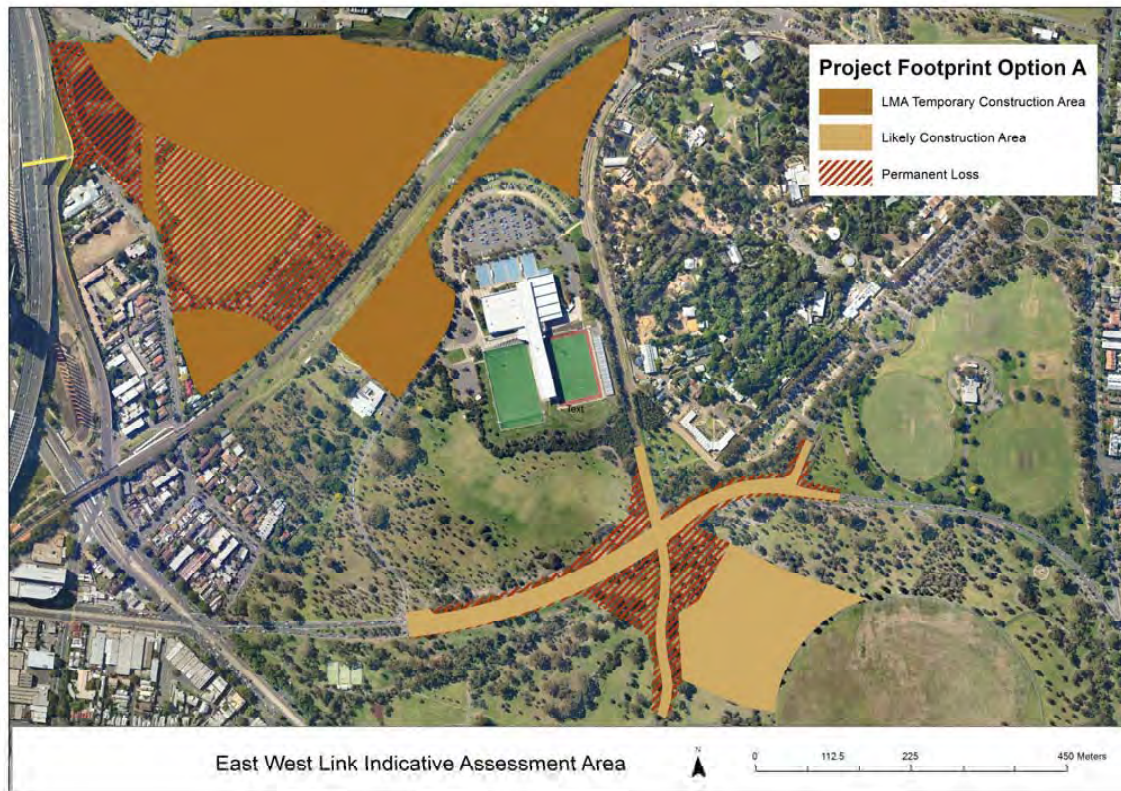 Project Footprint Option A
LMA Temporary Construction Area
Likely Construction Area
Permanent Loss
Text
East West Link Indicative Assessment Area
N
0 112.5 225 450 Meters